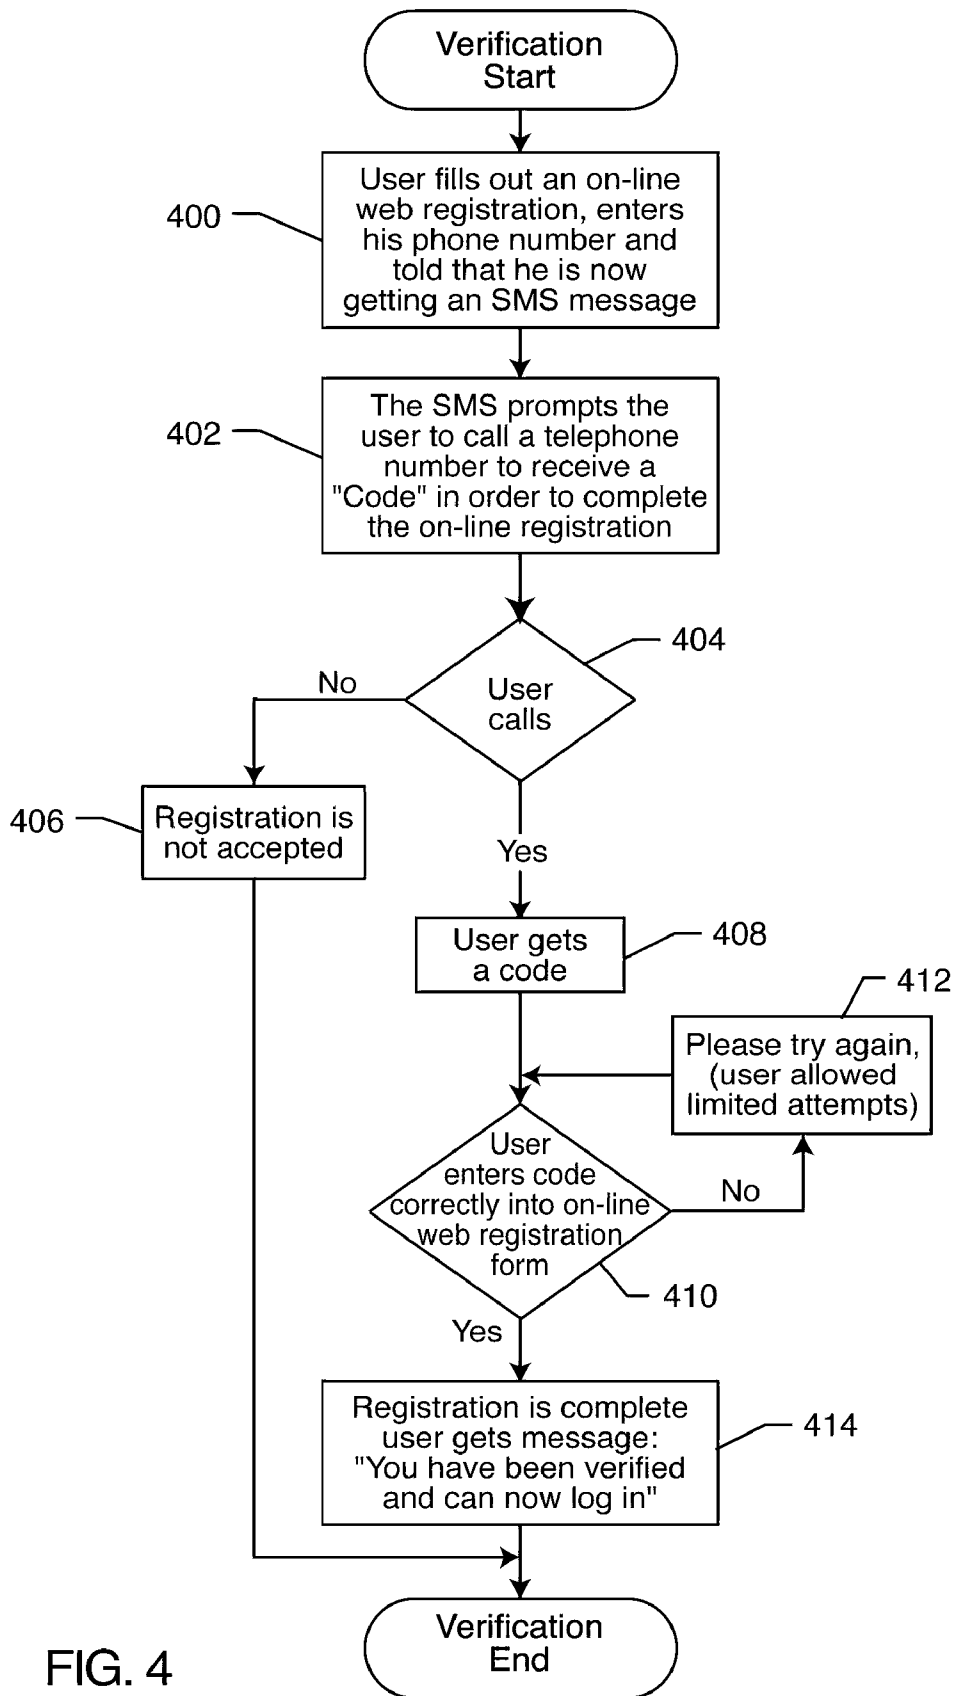 Verification
Start
400
User fills out an on-line
web registration, enters
his phone number and
told that he is now
getting an SMS message
402
The SMS prompts the
user to call a telephone
number to receive a
"Code" in order to complete
the on-line registration
404
User
calls
No
406
Registration is
not accepted
Yes
User gets
a code
408
412
Please try again,
(user allowed
limited attempts)
User
enters code
correctly into on-line
web registration
form
No
410
Yes
Registration is complete
user gets message:
"You have been verified
and can now log in"
414
Verification
End
FIG. 4